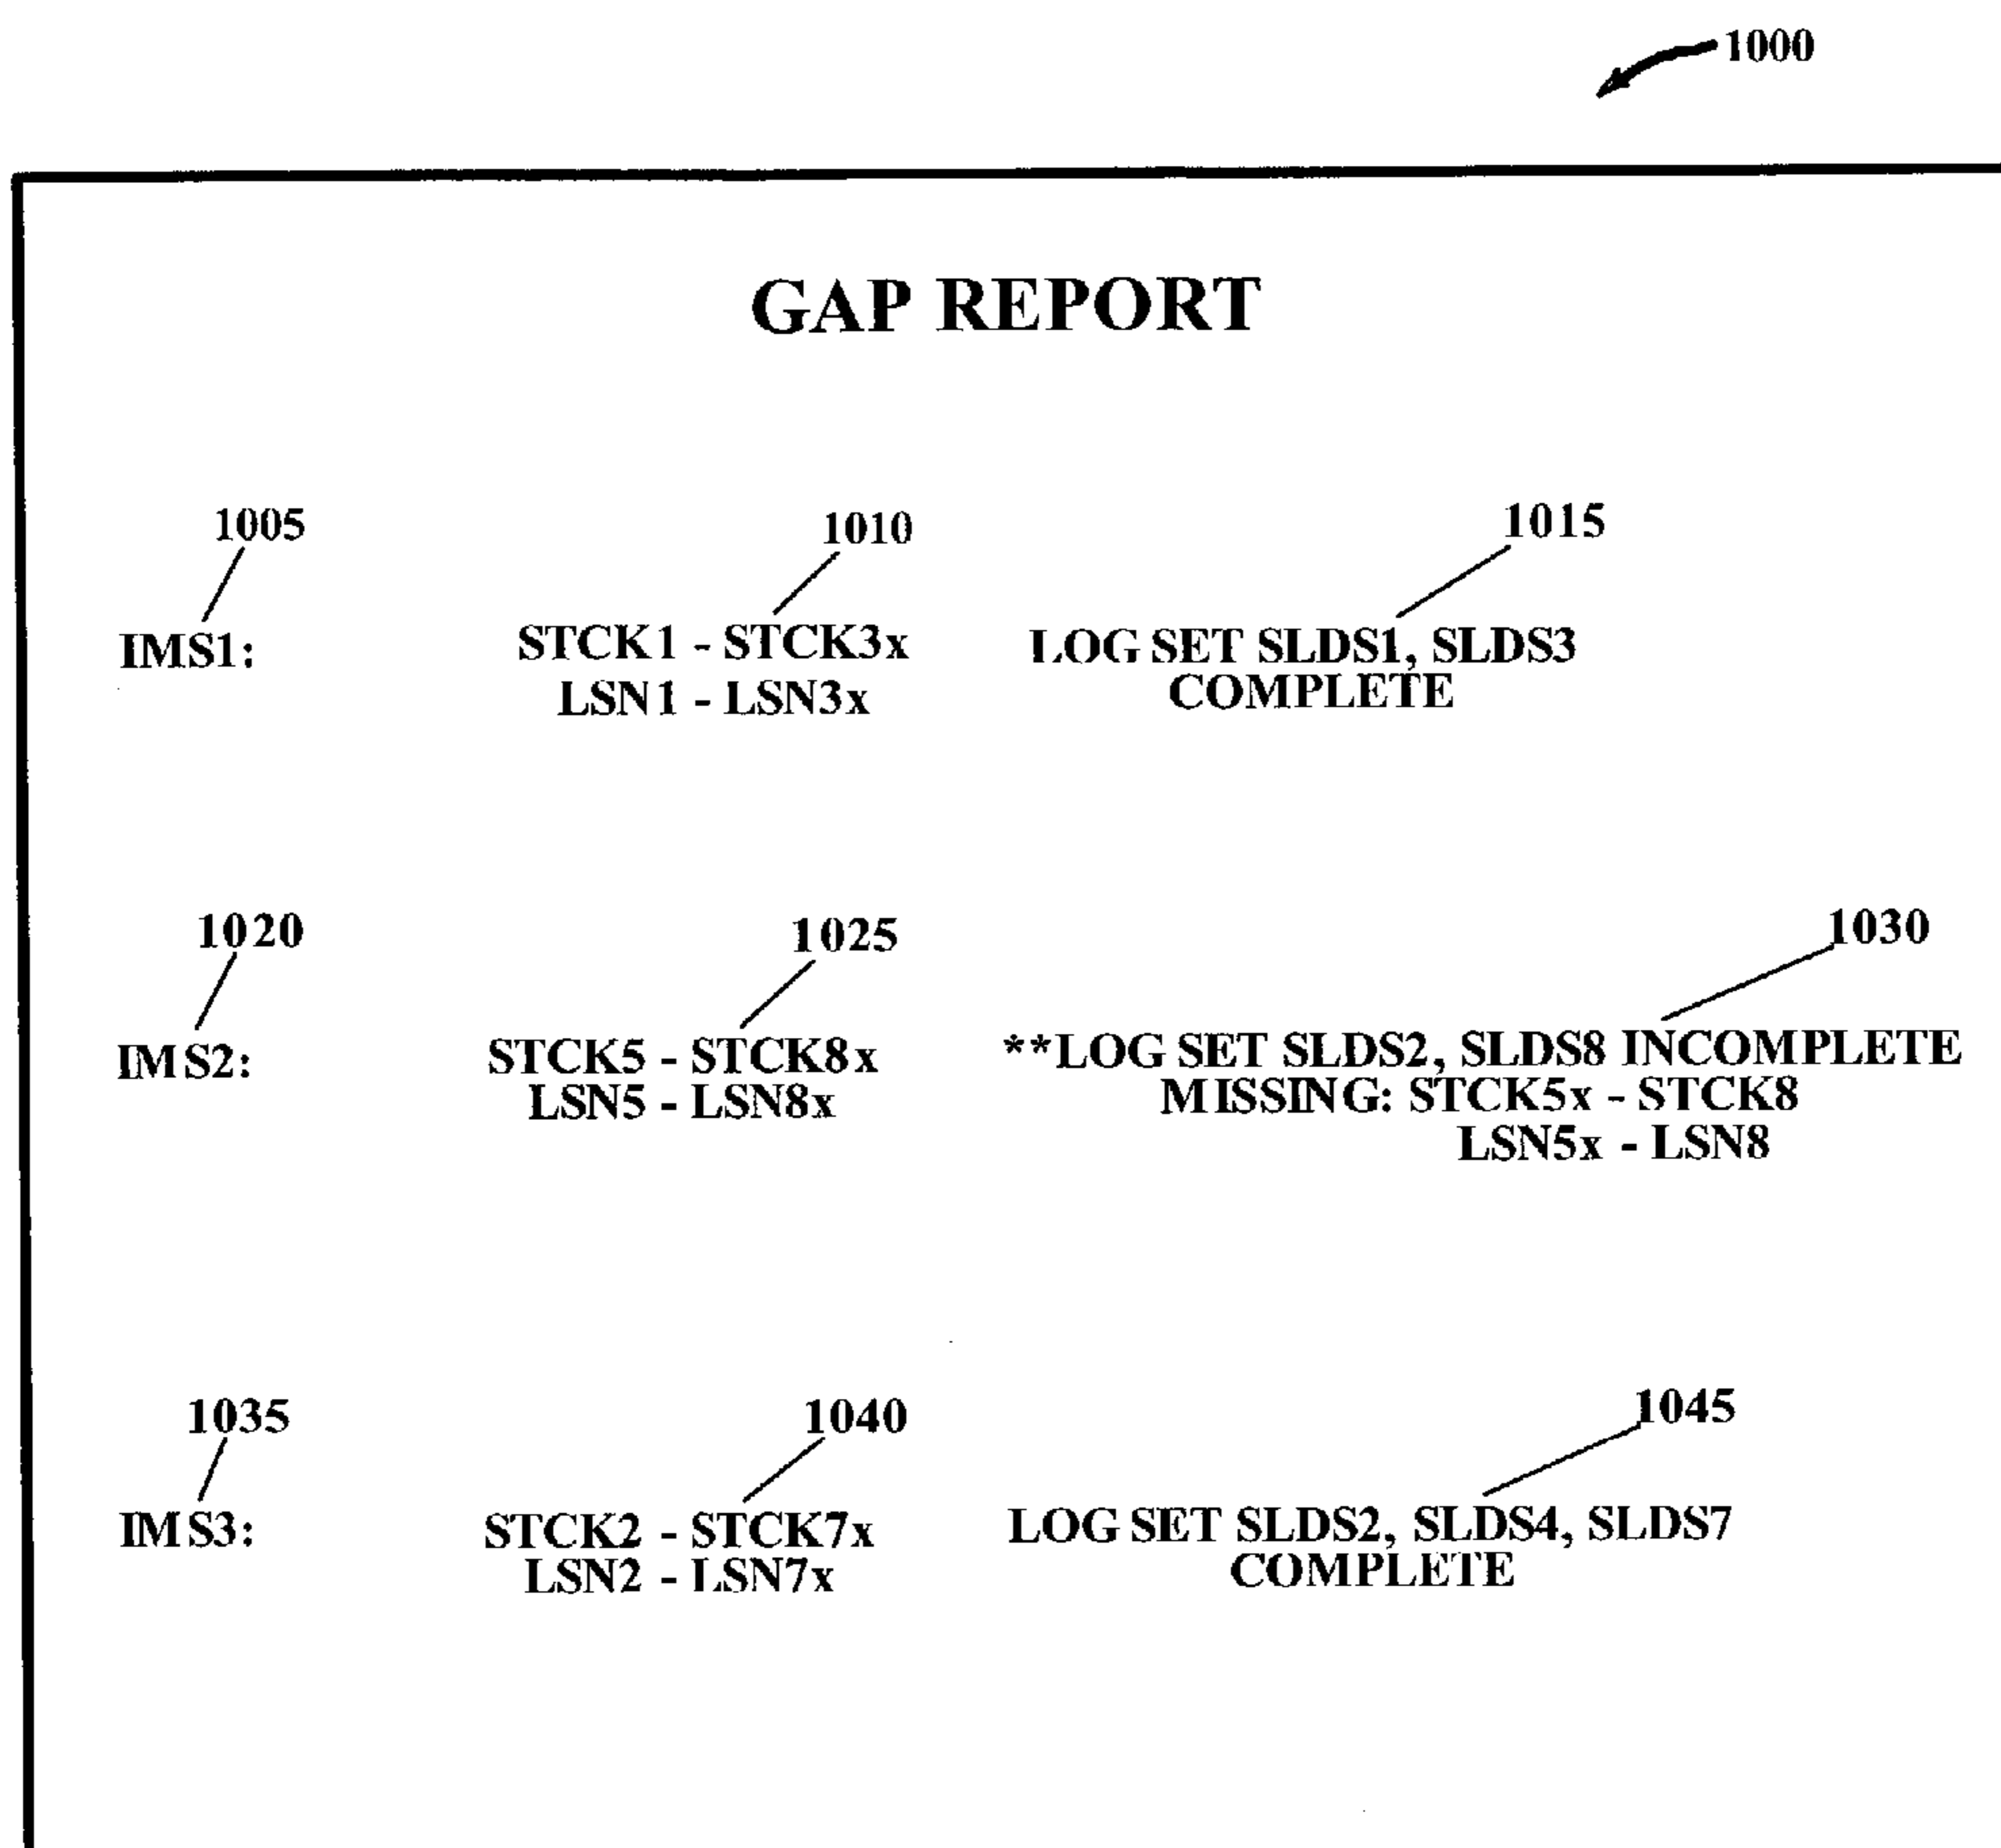 1000
GAP REPORT
1005 1010 1015
IMS1: STCK1 - STCK3x LOG SET SLDS1, SLDS3
LSN1 - LSN3x COMPLETE
1020 1025 1030
IMS2: STCK5 - STCK8x **LOG SET SLDS2, SLDS8 INCOMPLETE
LSN5 - LSN8x MISSING: STCK5x - STCK8
LSN5x - LSN8
1035 1040 1045
IMS3: STCK2 - STCK7x LOG SET SLDS2, SLDS4, SLDS7
LSN2 - LSN7x COMPLETE